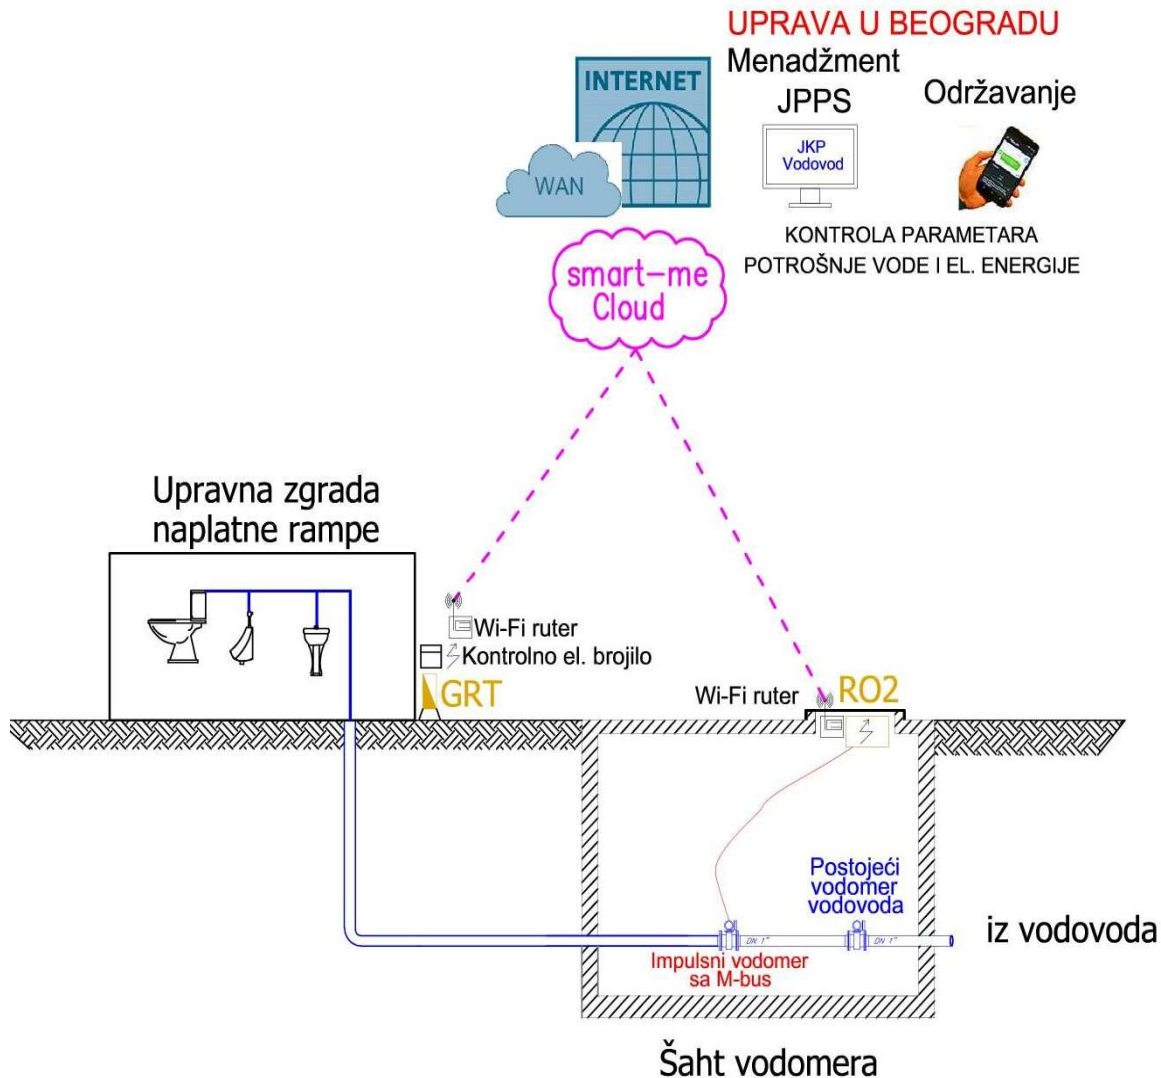 UPRAVA U BEOGRADU
Menadžment
JPPS
Održavanje
INTERNET
WAN
JKP
Vodovod
KONTROLA PARAMETARA
POTROŠNJE VODE I EL. ENERGIJE
smart-me
Cloud
Upravna zgrada
naplatne rampe
Wi-Fi ruter
Kontrolno el. brojilo
GRT
Wi-Fi ruter
RO2
Postojeći
vodomer
vodovoda
DN 1"
DN 1"
iz vodovoda
Impulsni vodomer
sa M-bus
Šaht vodomera